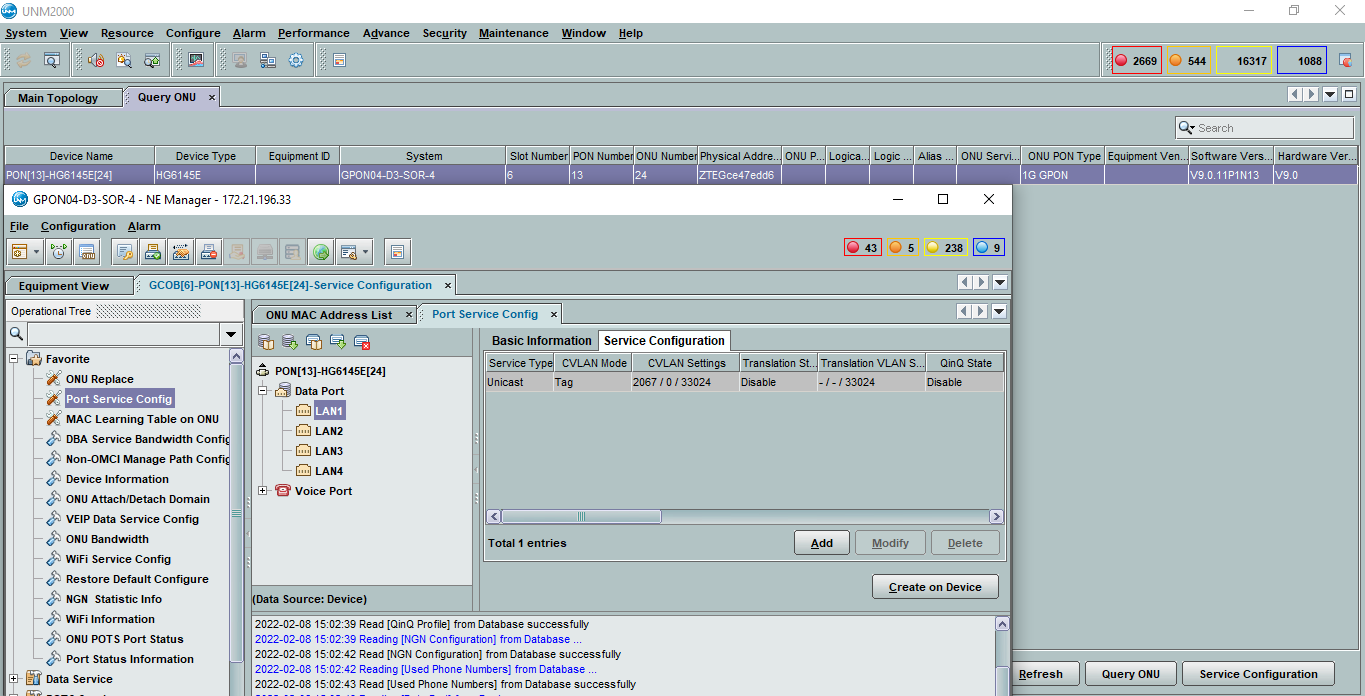 UNM2000
System View Resource Configure Alarm Performance Advance Security Maintenance Window Help
2669 544 16317 1088
Main Topology Query ONU
Search
Device Name Device Type Equipment ID System Slot Number PON Number ONU Number Physical Addre... ONU P... Logica... Logic ... Alias ... ONU Servi... ONU PON Type Equipment Ven... Software Vers... Hardware Ver...
PON[13]-HG6145E[24] HG6145E GPON04-D3-SOR-4 6 13 24 ZTEGce47edd6 1G GPON V9.0.11P1N13 V9.0
GPON04-D3-SOR-4 - NE Manager - 172.21.196.33
File Configuration Alarm
43 5 238 9
Equipment View GCOB[6]-PON[13]-HG6145E[24]-Service Configuration
Operational Tree
Favorite
ONU Replace
Port Service Config
MAC Learning Table on ONU
DBA Service Bandwidth Config
Non-OMCI Manage Path Config
Device Information
ONU Attach/Detach Domain
VEIP Data Service Config
ONU Bandwidth
WiFi Service Config
Restore Default Configure
NGN Statistic Info
WiFi Information
ONU POTS Port Status
Port Status Information
Data Service
ONU MAC Address List Port Service Config
PON[13]-HG6145E[24]
Data Port
LAN1
LAN2
LAN3
LAN4
Voice Port
(Data Source: Device)
Basic Information Service Configuration
Service Type CVLAN Mode CVLAN Settings Translation St... Translation VLAN S... QinQ State
Unicast Tag 2067 / 0 / 33024 Disable - / - / 33024 Disable
Total 1 entries
Add Modify Delete
Create on Device
2022-02-08 15:02:39 Read [QinQ Profile] from Database successfully
2022-02-08 15:02:39 Reading [NGN Configuration] from Database ...
2022-02-08 15:02:42 Read [NGN Configuration] from Database successfully
2022-02-08 15:02:42 Reading [Used Phone Numbers] from Database ...
2022-02-08 15:02:43 Read [Used Phone Numbers] from Database successfully
Refresh Query ONU Service Configuration